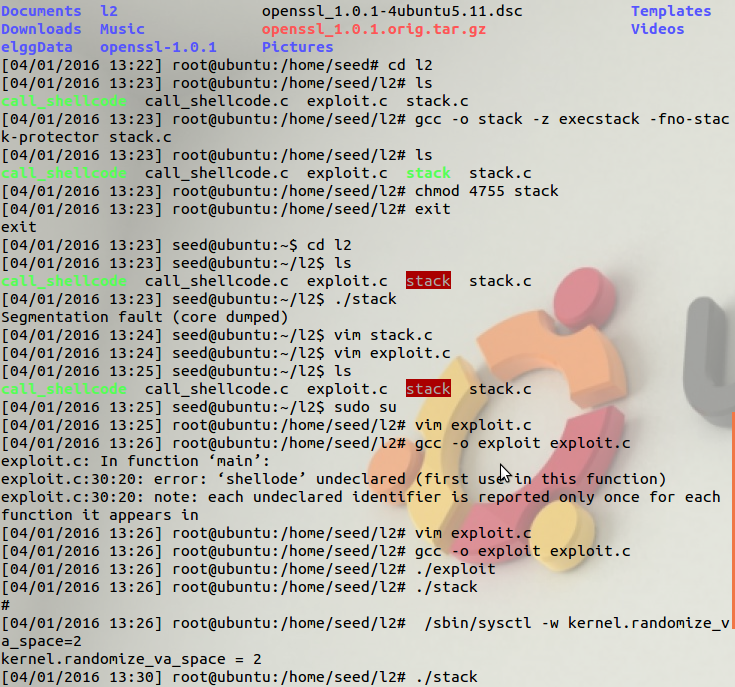 Documents  l2                openssl_1.0.1-4ubuntu5.11.dsc            Templates
Downloads  Music             openssl_1.0.1.orig.tar.gz                Videos
elggData   openssl-1.0.1     Pictures
[04/01/2016 13:22] root@ubuntu:/home/seed# cd l2
[04/01/2016 13:23] root@ubuntu:/home/seed/l2# ls
call_shellcode  call_shellcode.c  exploit.c  stack.c
[04/01/2016 13:23] root@ubuntu:/home/seed/l2# gcc -o stack -z execstack -fno-stac
k-protector stack.c
[04/01/2016 13:23] root@ubuntu:/home/seed/l2# ls
call_shellcode  call_shellcode.c  exploit.c  stack  stack.c
[04/01/2016 13:23] root@ubuntu:/home/seed/l2# chmod 4755 stack
[04/01/2016 13:23] root@ubuntu:/home/seed/l2# exit
exit
[04/01/2016 13:23] seed@ubuntu:~$ cd l2
[04/01/2016 13:23] seed@ubuntu:~/l2$ ls
call_shellcode  call_shellcode.c  exploit.c  stack  stack.c
[04/01/2016 13:23] seed@ubuntu:~/l2$ ./stack
Segmentation fault (core dumped)
[04/01/2016 13:24] seed@ubuntu:~/l2$ vim stack.c
[04/01/2016 13:24] seed@ubuntu:~/l2$ vim exploit.c
[04/01/2016 13:25] seed@ubuntu:~/l2$ ls
call_shellcode  call_shellcode.c  exploit.c  stack  stack.c
[04/01/2016 13:25] seed@ubuntu:~/l2$ sudo su
[04/01/2016 13:25] root@ubuntu:/home/seed/l2# vim exploit.c
[04/01/2016 13:26] root@ubuntu:/home/seed/l2# gcc -o exploit exploit.c
exploit.c: In function ‘main’:
exploit.c:30:20: error: ‘shellode’ undeclared (first use in this function)
exploit.c:30:20: note: each undeclared identifier is reported only once for each
function it appears in
[04/01/2016 13:26] root@ubuntu:/home/seed/l2# vim exploit.c
[04/01/2016 13:26] root@ubuntu:/home/seed/l2# gcc -o exploit exploit.c
[04/01/2016 13:26] root@ubuntu:/home/seed/l2# ./exploit
[04/01/2016 13:26] root@ubuntu:/home/seed/l2# ./stack
#
[04/01/2016 13:26] root@ubuntu:/home/seed/l2#  /sbin/sysctl -w kernel.randomize_v
a_space=2
kernel.randomize_va_space = 2
[04/01/2016 13:30] root@ubuntu:/home/seed/l2# ./stack